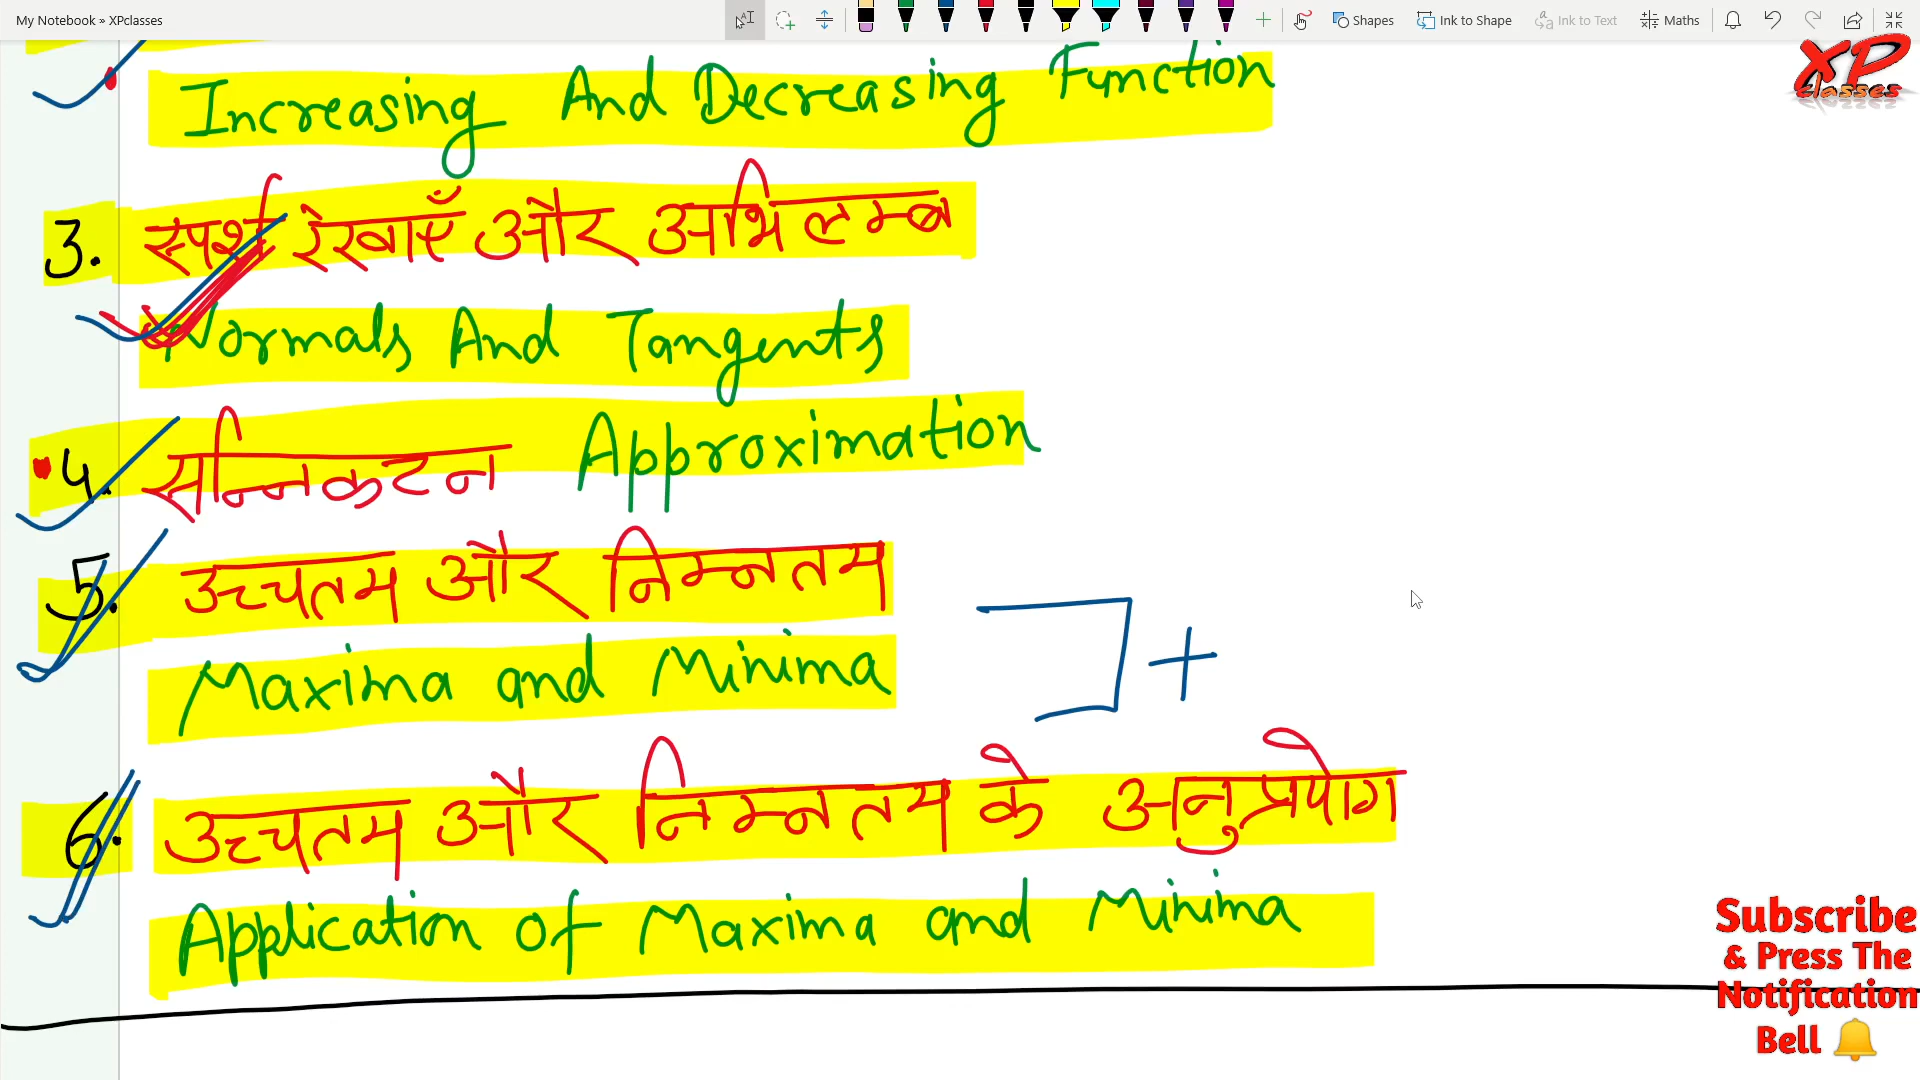 My Notebook » XPclasses
Shapes
Ink to Shape
Ink to Text
Maths
XP
classes
Increasing And Decreasing Function
3. स्पर्श रेखाएँ और अभिलम्ब
Normals And Tangents
4. सन्निकटन Approximation
5. उच्चतम और निम्नतम
Maxima and Minima
+
6. उच्चतम और निम्नतम के अनुप्रयोग
Application of Maxima and Minima
Subscribe
& Press The
Notification
Bell